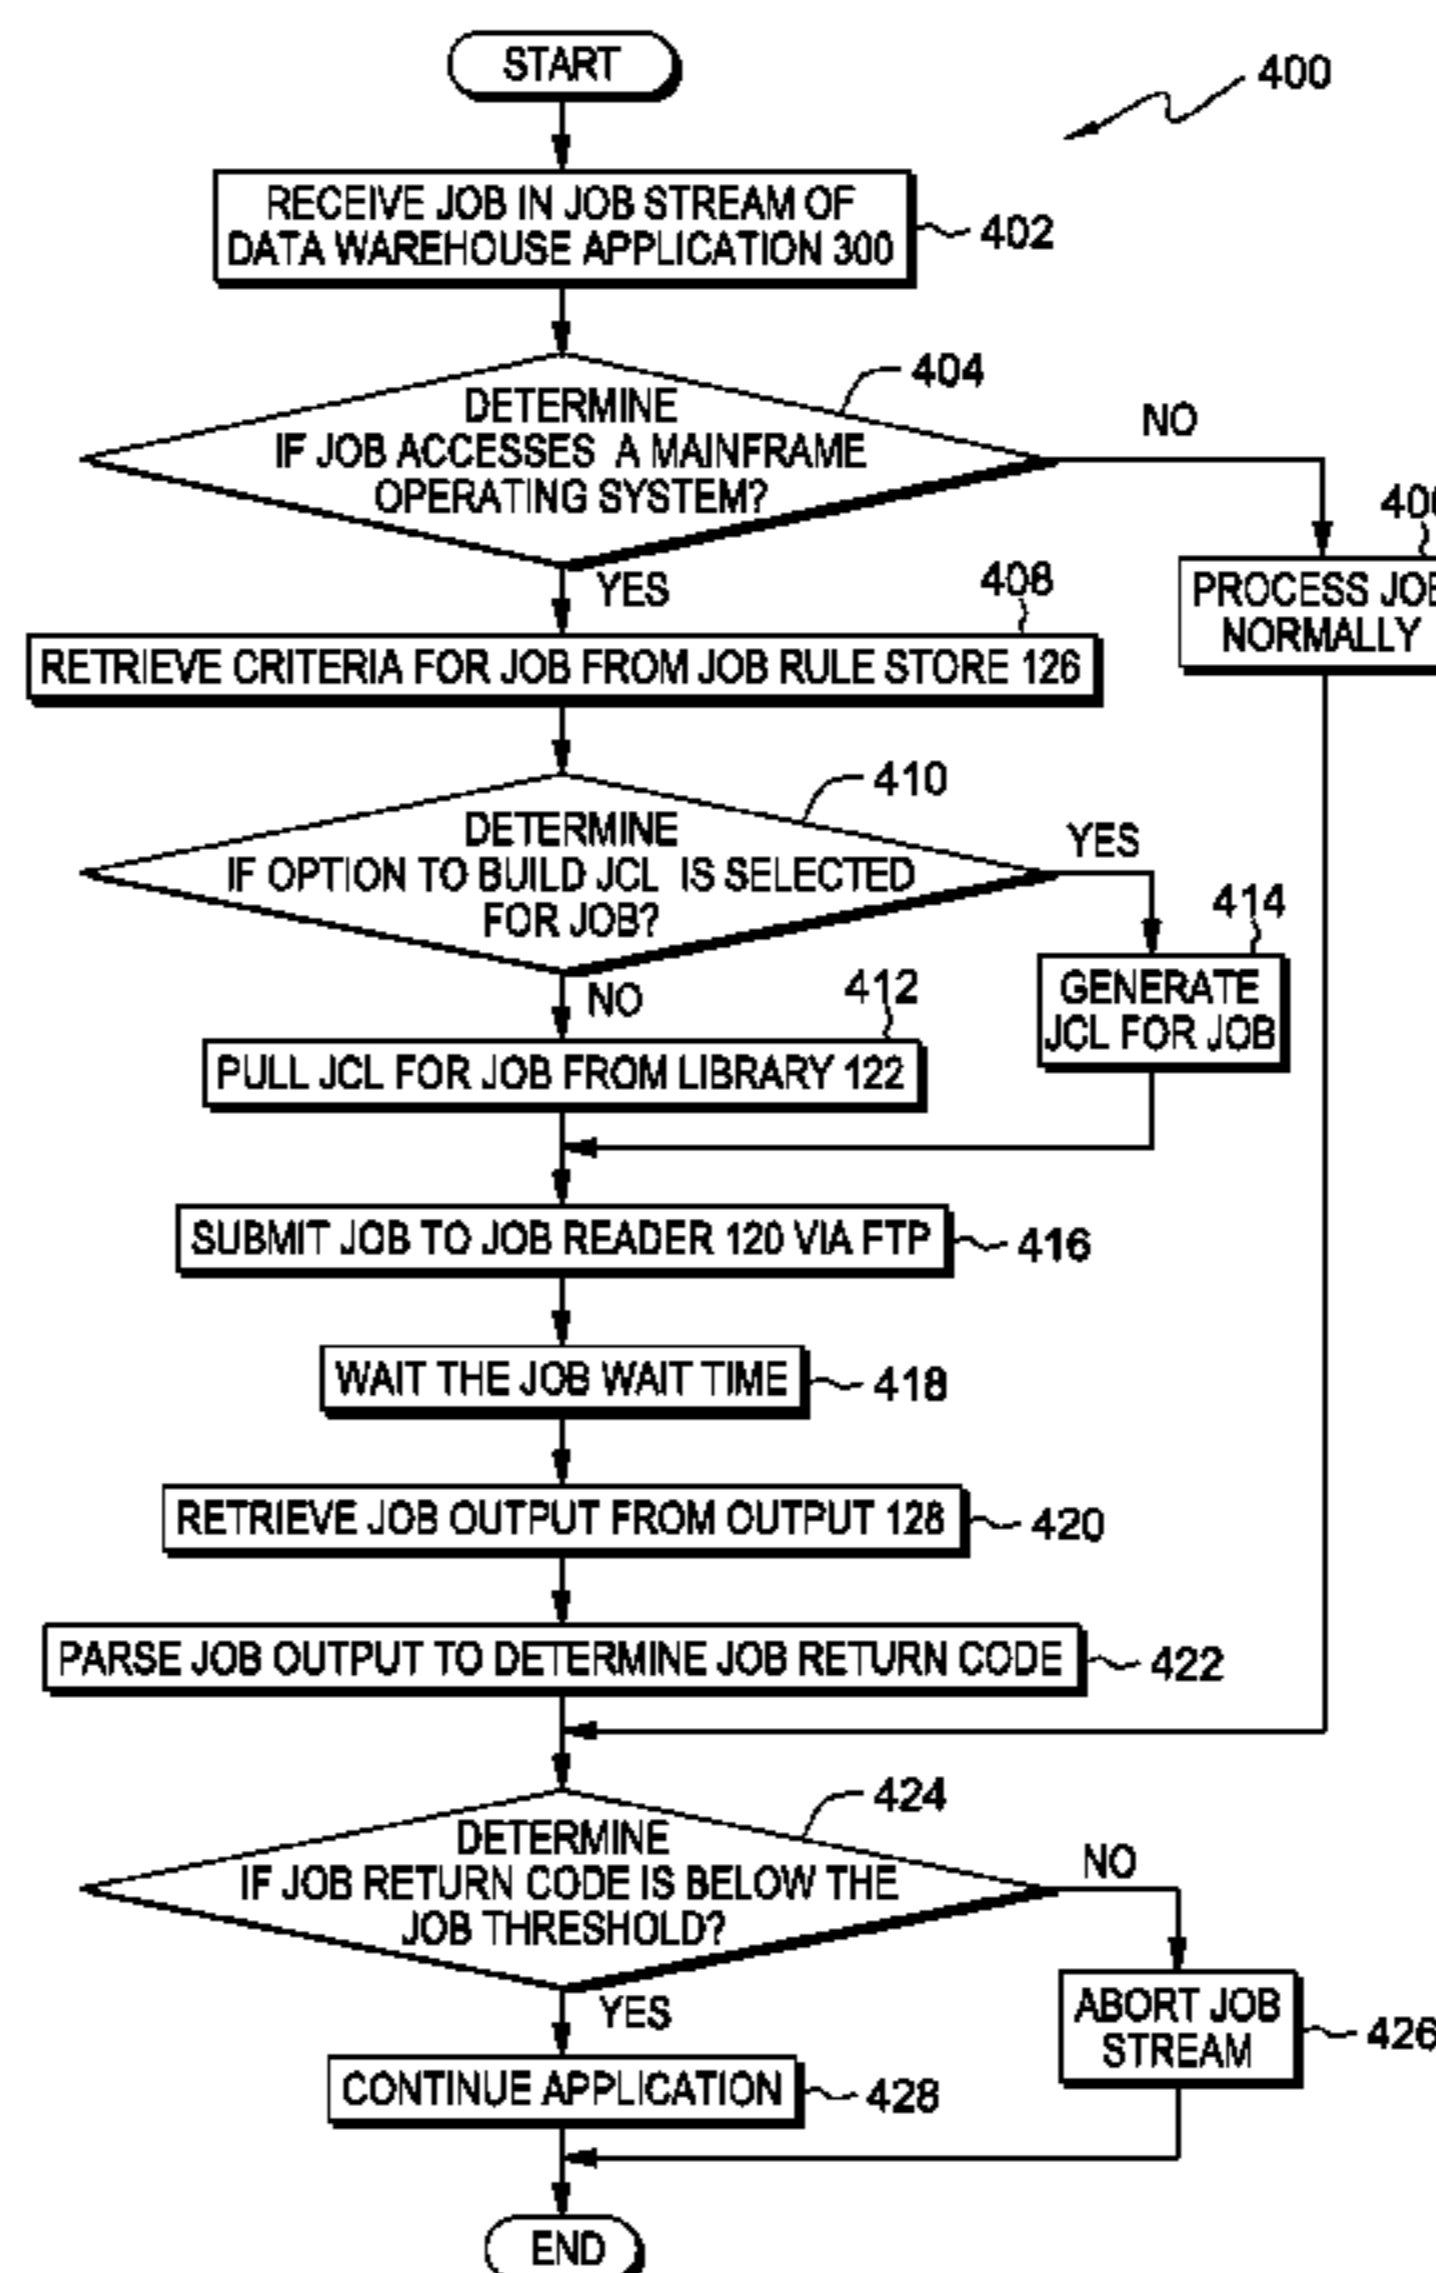 START
400
RECEIVE JOB IN JOB STREAM OF
DATA WAREHOUSE APPLICATION 300
402
404
DETERMINE
IF JOB ACCESSES A MAINFRAME
OPERATING SYSTEM?
NO
YES
PROCESS JOB
NORMALLY
408
RETRIEVE CRITERIA FOR JOB FROM JOB RULE STORE 126
410
DETERMINE
IF OPTION TO BUILD JCL IS SELECTED
FOR JOB?
YES
NO
414
GENERATE
JCL FOR JOB
412
PULL JCL FOR JOB FROM LIBRARY 122
SUBMIT JOB TO JOB READER 120 VIA FTP
416
WAIT THE JOB WAIT TIME
418
RETRIEVE JOB OUTPUT FROM OUTPUT 128
420
PARSE JOB OUTPUT TO DETERMINE JOB RETURN CODE
422
424
DETERMINE
IF JOB RETURN CODE IS BELOW THE
JOB THRESHOLD?
NO
YES
ABORT JOB
STREAM
426
CONTINUE APPLICATION
428
END